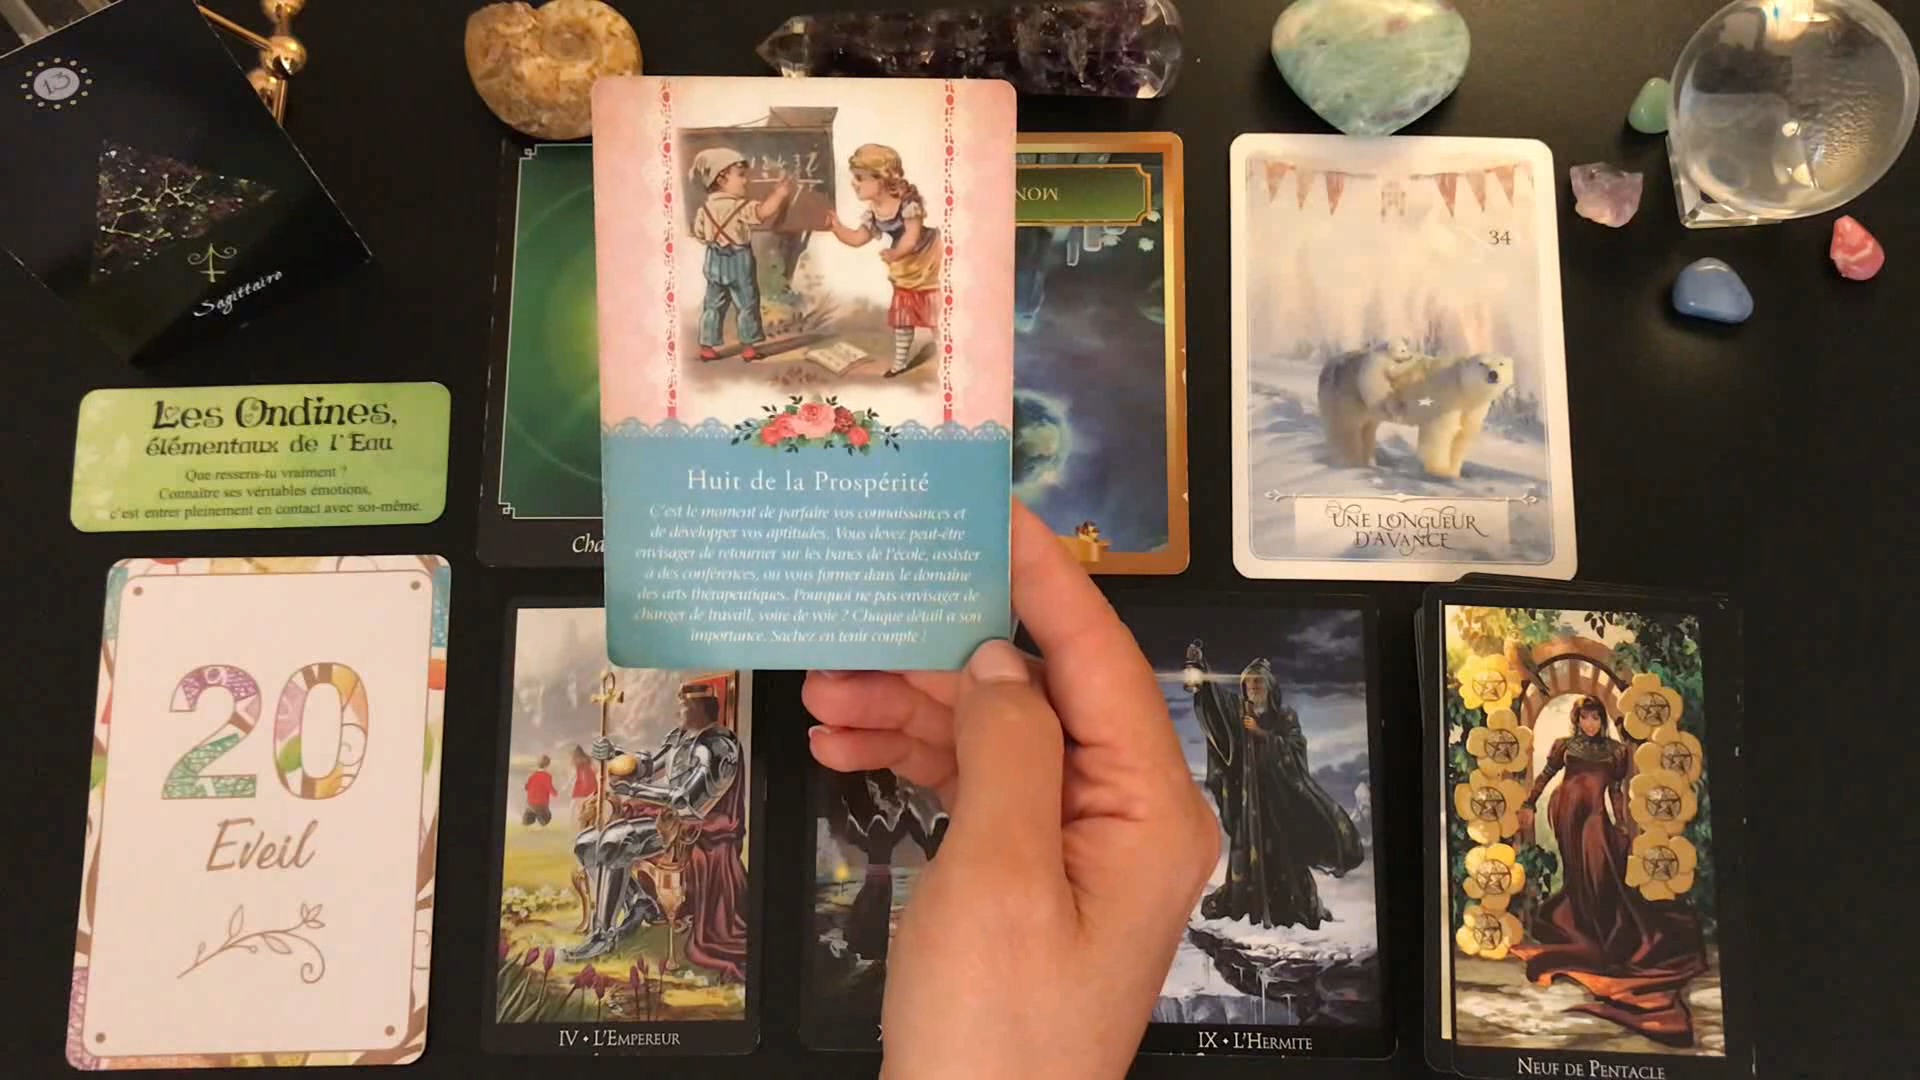 13
Sagittaire
Les Ondines,
élémentaux de l'Eau
Que ressens-tu vraiment ?
Connaître ses véritables émotions,
c'est entrer pleinement en contact avec soi-même.
20
Eveil
Cha
Huit de la Prospérité
C'est le moment de parfaire vos connaissances et
de développer vos aptitudes. Vous devez peut-être
envisager de retourner sur les bancs de l'école, assister
à des conférences, ou vous former dans le domaine
des arts thérapeutiques. Pourquoi ne pas envisager de
changer de travail, voire de voie ? Chaque détail a son
importance. Sachez en tenir compte !
MON
34
UNE LONGUEUR
D'AVANCE
IV • L'EMPEREUR
X
IX • L'HERMITE
NEUF DE PENTACLE